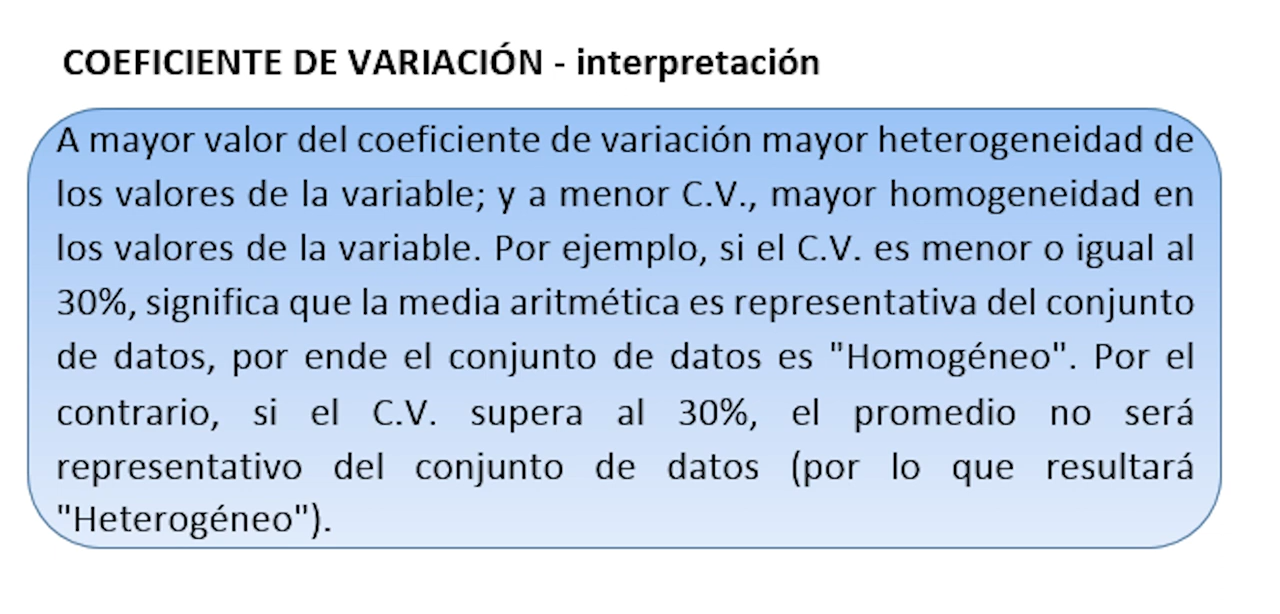 COEFICIENTE DE VARIACIÓN - interpretación
A mayor valor del coeficiente de variación mayor heterogeneidad de
los valores de la variable; y a menor C.V., mayor homogeneidad en
los valores de la variable. Por ejemplo, si el C.V. es menor o igual al
30%, significa que la media aritmética es representativa del conjunto
de datos, por ende el conjunto de datos es "Homogéneo". Por el
contrario, si el C.V. supera al 30%, el promedio no será
representativo del conjunto de datos (por lo que resultará
"Heterogéneo").